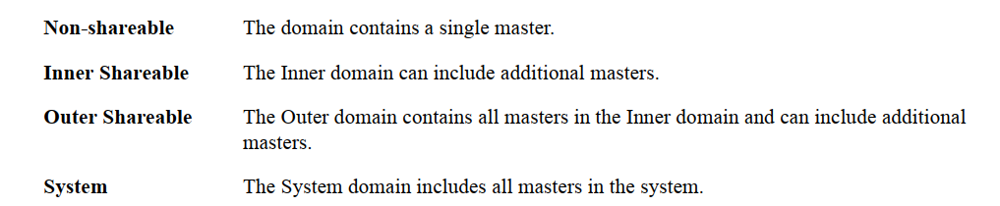 Non-shareable The domain contains a single master.
Inner Shareable The Inner domain can include additional masters.
Outer Shareable The Outer domain contains all masters in the Inner domain and can include additional
masters.
System The System domain includes all masters in the system.